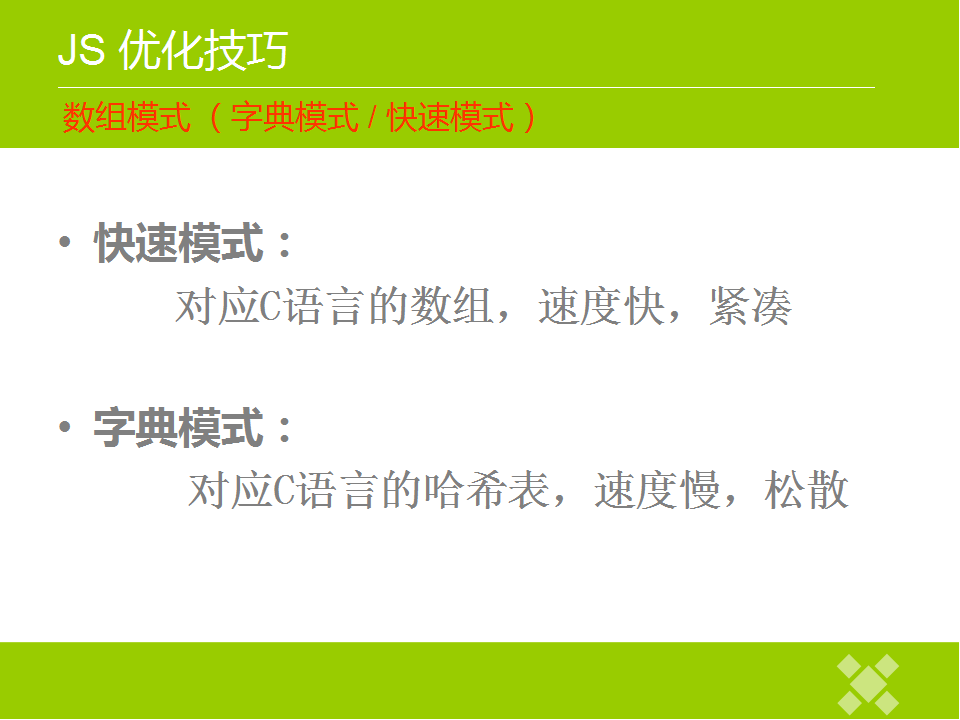 JS 优化技巧
数组模式（字典模式 / 快速模式）
• 快速模式：
对应C语言的数组，速度快，紧凑
• 字典模式：
对应C语言的哈希表，速度慢，松散